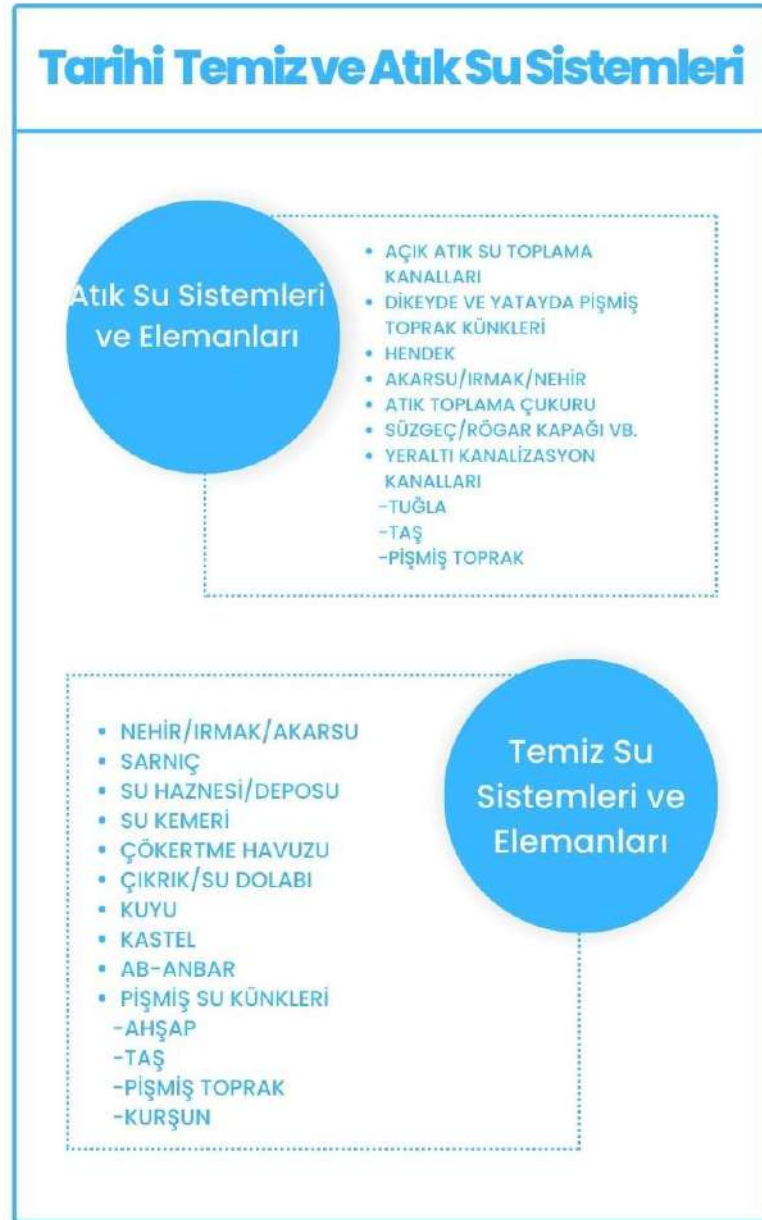 Tarihi Temiz ve Atık Su Sistemleri
Atık Su Sistemleri
ve Elemanları
• AÇIK ATIK SU TOPLAMA
KANALLARI
• DİKEYDE VE YATAYDA PİŞMİŞ
TOPRAK KÜNKLERİ
• HENDEK
• AKARSU/IRMAK/NEHİR
• ATIK TOPLAMA ÇUKURU
• SÜZGEÇ/RÖGAR KAPAĞI VB.
• YERALTI KANALİZASYON
KANALLARI
-TUĞLA
-TAŞ
-PİŞMİŞ TOPRAK
• NEHİR/IRMAK/AKARSU
• SARNIÇ
• SU HAZNESİ/DEPOSU
• SU KEMERİ
• ÇÖKERTME HAVUZU
• ÇIKRIK/SU DOLABI
• KUYU
• KASTEL
• AB-ANBAR
• PİŞMİŞ SU KÜNKLERİ
-AHŞAP
-TAŞ
-PİŞMİŞ TOPRAK
-KURŞUN
Temiz Su
Sistemleri ve
Elemanları